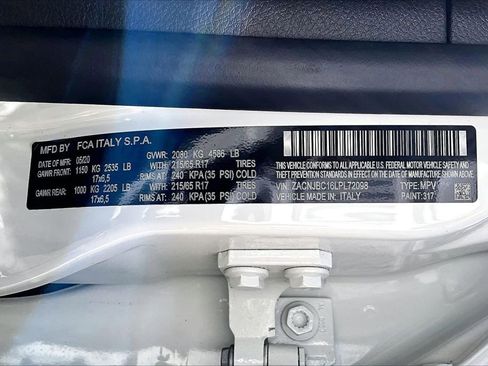 MFD BY FCA ITALY S.P.A.
DATE OF MFR: 05/20 GVWR: 2080 KG 4586 LB
GAWR FRONT: 1150 KG 2535 LB WITH: 215/65 R17
17x6,5 RIMS AT: 240 KPA(35 PSI) COLD
GAWR REAR: 1000 KG 2205 LB WITH: 215/65 R17
17x6,5 RIMS AT: 240 KPA(35 PSI) COLD
THIS VEHICLE CONFORMS TO ALL APPLICABLE U.S. FEDERAL MOTOR VEHICLE SAFETY, BUMPER, AND
THEFT PREVENTION STANDARDS IN EFFECT ON THE DATE OF MANUFACTURE SHOWN ABOVE.
VIN: ZACNJBC16LPL72098 TYPE: MPV
VEHICLE MADE IN: ITALY PAINT: 317